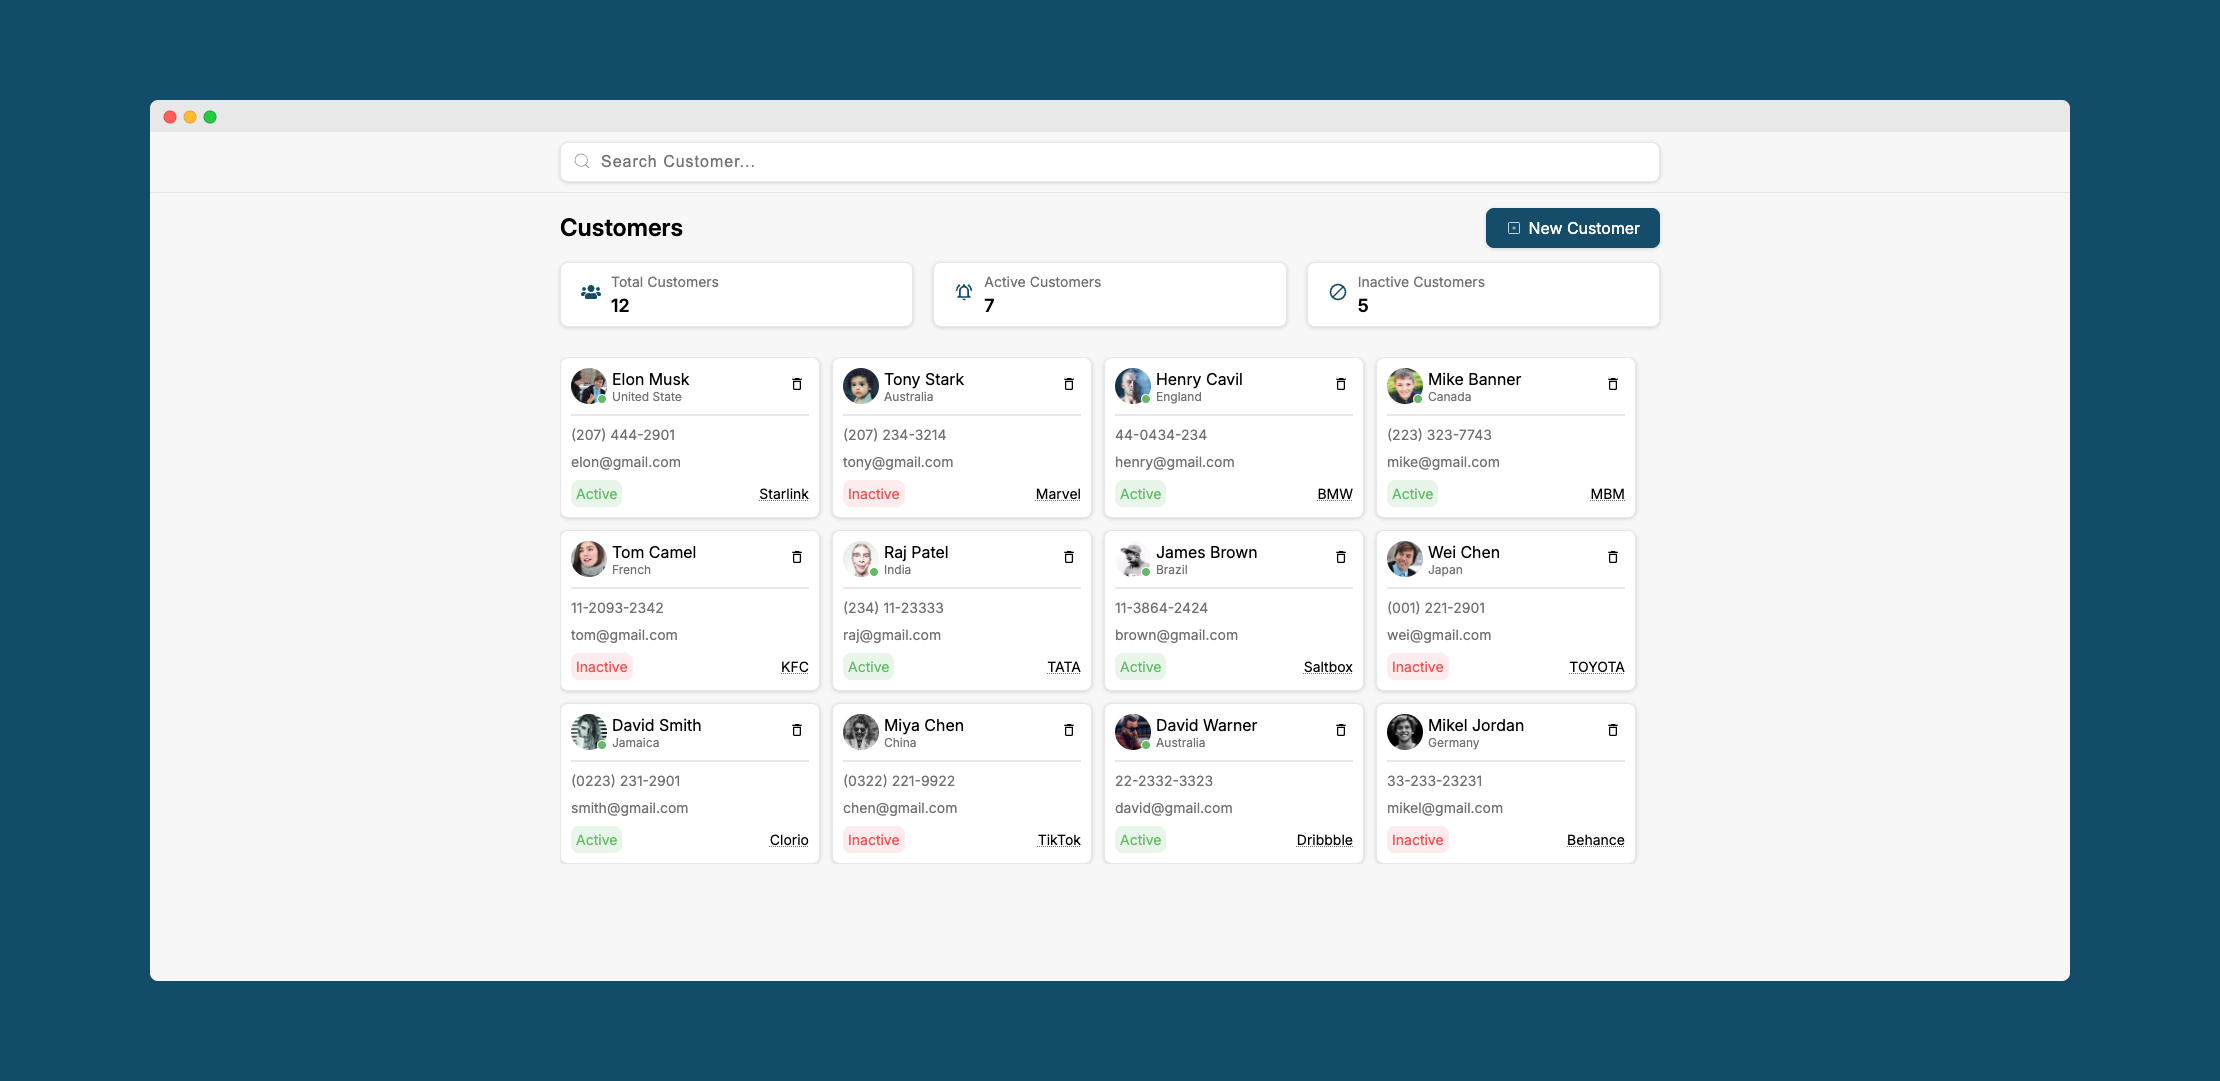 Search Customer...
Customers
New Customer
Total Customers
12
Active Customers
7
Inactive Customers
5
Elon Musk
United State
(207) 444-2901
elon@gmail.com
Active Starlink
Tony Stark
Australia
(207) 234-3214
tony@gmail.com
Inactive Marvel
Henry Cavil
England
44-0434-234
henry@gmail.com
Active BMW
Mike Banner
Canada
(223) 323-7743
mike@gmail.com
Active MBM
Tom Camel
French
11-2093-2342
tom@gmail.com
Inactive KFC
Raj Patel
India
(234) 11-23333
raj@gmail.com
Active TATA
James Brown
Brazil
11-3864-2424
brown@gmail.com
Active Saltbox
Wei Chen
Japan
(001) 221-2901
wei@gmail.com
Inactive TOYOTA
David Smith
Jamaica
(0223) 231-2901
smith@gmail.com
Active Clorio
Miya Chen
China
(0322) 221-9922
chen@gmail.com
Inactive TikTok
David Warner
Australia
22-2332-3323
david@gmail.com
Active Dribbble
Mikel Jordan
Germany
33-233-23231
mikel@gmail.com
Inactive Behance